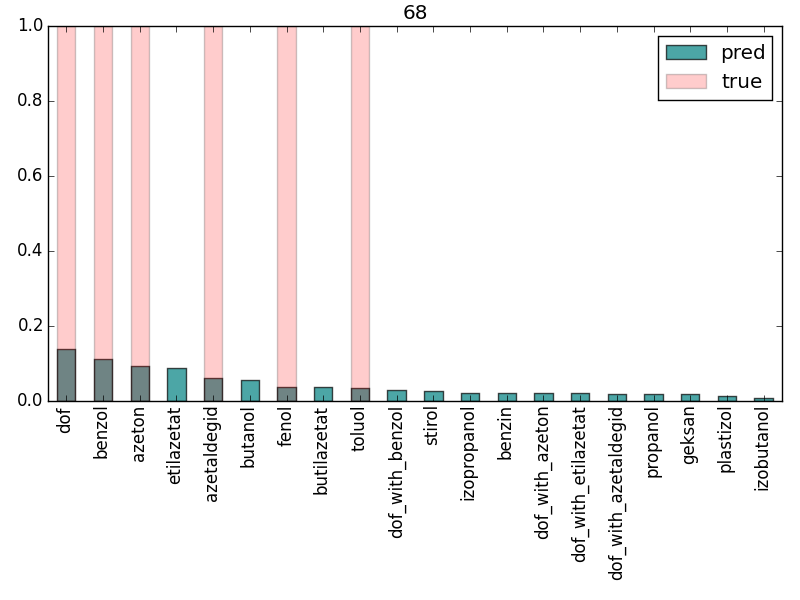 68
1.0
0.8
0.6
0.4
0.2
0.0
pred
true
dof
benzol
azeton
etilazetat
azetaldegid
butanol
fenol
butilazetat
toluol
dof_with_benzol
stirol
izopropanol
benzin
dof_with_azeton
dof_with_etilazetat
dof_with_azetaldegid
propanol
geksan
plastizol
izobutanol